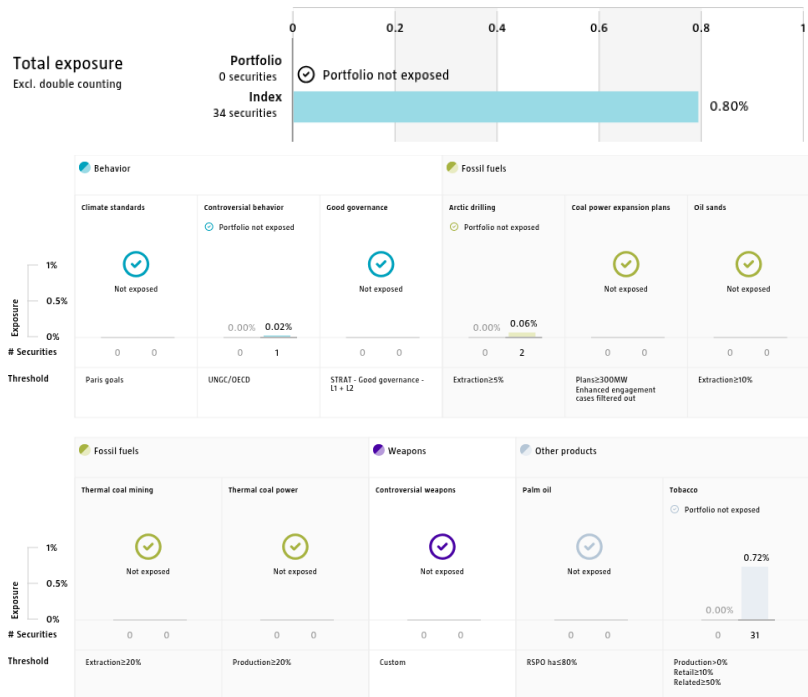 0 0.2 0.4 0.6 0.8 1
Total exposure
Excl. double counting
Portfolio
0 securities
Portfolio not exposed
Index
34 securities
0.80%
Behavior
Fossil fuels
Climate standards
Controversial behavior
Good governance
Arctic drilling
Coal power expansion plans
Oil sands
Portfolio not exposed
Portfolio not exposed
Not exposed
Not exposed
Not exposed
Not exposed
Exposure
1%
0.5%
0%
0.00% 0.02%
0.00% 0.06%
# Securities
0 0
0 1
0 0
0 2
0 0
0 0
Threshold
Paris goals
UNGC/OECD
STRAT - Good governance -
L1 + L2
Extraction≥5%
Plans≥300MW
Enhanced engagement
cases filtered out
Extraction≥10%
Fossil fuels
Weapons
Other products
Thermal coal mining
Thermal coal power
Controversial weapons
Palm oil
Tobacco
Portfolio not exposed
Not exposed
Not exposed
Not exposed
Not exposed
Exposure
1%
0.5%
0%
0.00% 0.72%
# Securities
0 0
0 0
0 0
0 0
0 31
Threshold
Extraction≥20%
Production≥20%
Custom
RSPO ha≤80%
Production>0%
Retail≥10%
Related≥50%